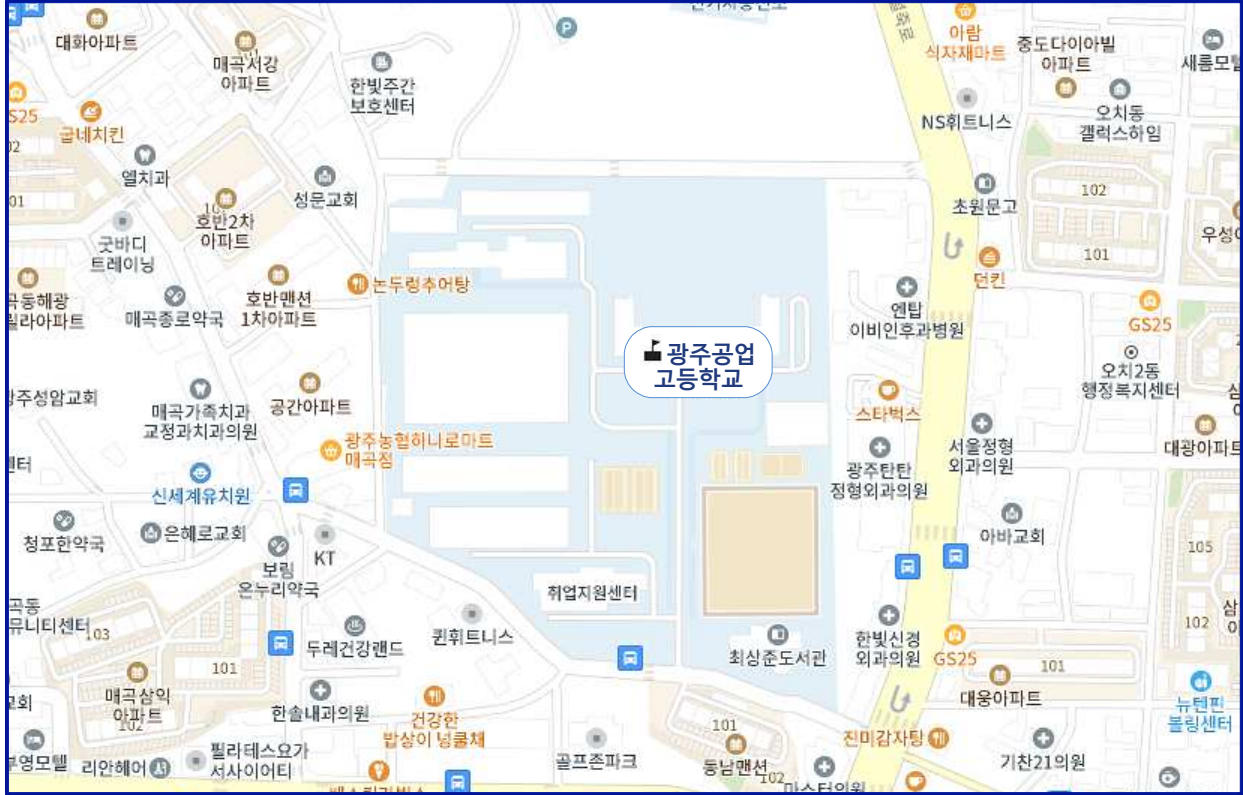 대화아파트
매곡서강
아파트
한빛주간
보호센터
P
아람
식자재마트
중도다이아빌
아파트
새롬모텔
GS25
굽네치킨
엘치과
NS휘트니스
오치동
갤럭스하임
101
호반2차
아파트
성문교회
초원문고
102
101
굿바디
트레이닝
던킨
매곡종로약국
호반맨션
1차아파트
논두렁추어탕
엔탑
이비인후과병원
GS25
광주공업
고등학교
오치2동
행정복지센터
매곡가족치과
교정과치과의원
공간아파트
스타벅스
광주농협하나로마트
매곡점
서울정형
외과의원
대광아파트
광주탄탄
정형외과의원
신세계유치원
청포한약국
은혜로교회
KT
아바교회
105
보림
온누리약국
취업지원센터
103
두레건강랜드
퀸휘트니스
최상준도서관
한빛신경
외과의원
GS25
102
101
101
매곡삼익
아파트
102
한솔내과의원
건강한
밥상이 넝쿨채
대웅아파트
뉴텐핀
볼링센터
101
필라테스요가
서사이어티
리안헤어
골프존파크
동남맨션
102
진미감자탕
기찬21의원
마스터의원